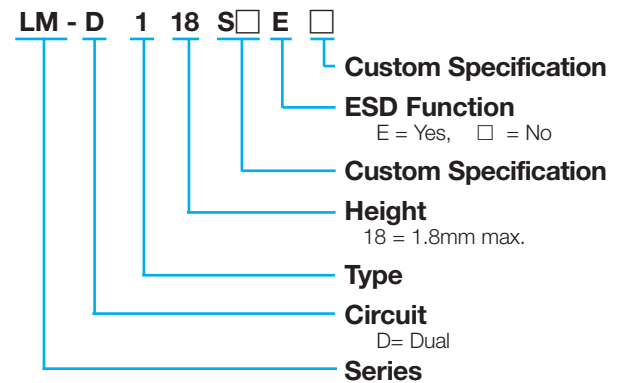 LM - D 1 18 S□ E □
Custom Specification
ESD Function
E = Yes, □ = No
Custom Specification
Height
18 = 1.8mm max.
Type
Circuit
D= Dual
Series